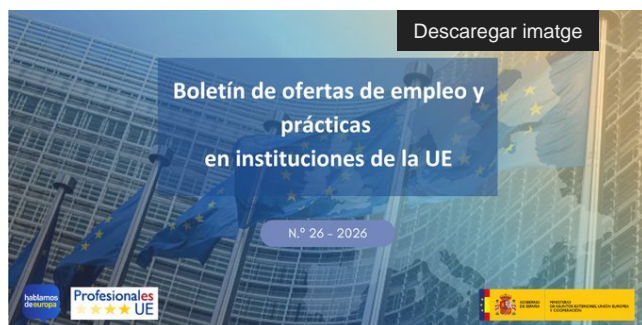 Descaregar imatge
Boletín de ofertas de empleo y
prácticas
en instituciones de la UE
N.º 26 - 2026
hablamos
deeuropa
Profesionales
UE
GOBIERNO
DE ESPAÑA
MINISTERIO
DE ASUNTOS EXTERIORES, UNIÓN EUROPEA
Y COOPERACIÓN